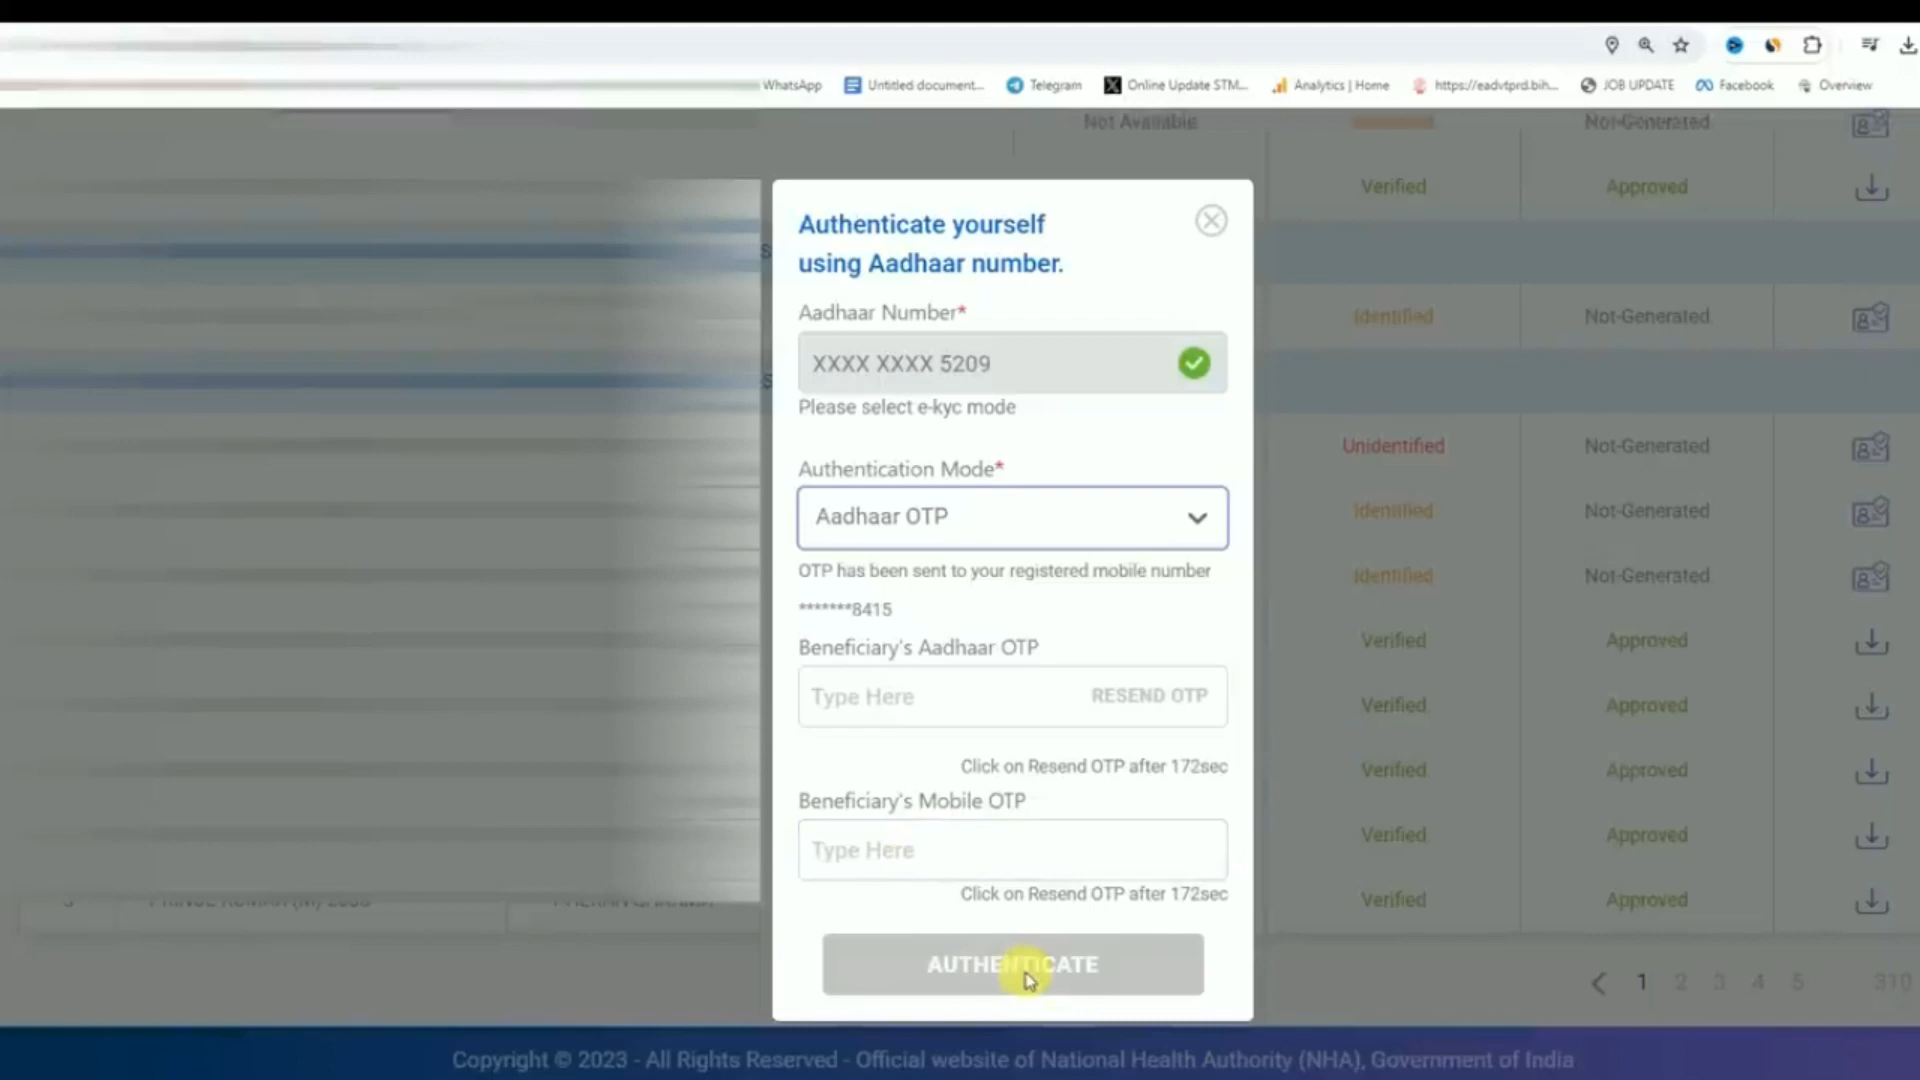 WhatsApp
Untitled document...
Telegram
Online Update STM...
Analytics | Home
https://eadvtprd.bih...
JOB UPDATE
Facebook
Overview
Not Available
Not-Generated
Verified
Approved
Authenticate yourself
using Aadhaar number.
Aadhaar Number*
Identified
Not-Generated
XXXX XXXX 5209
Please select e-kyc mode
Unidentified
Not-Generated
Authentication Mode*
Aadhaar OTP
Identified
Not-Generated
OTP has been sent to your registered mobile number
Identified
Not-Generated
*******8415
Beneficiary's Aadhaar OTP
Verified
Approved
Type Here
RESEND OTP
Verified
Approved
Click on Resend OTP after 172sec
Verified
Approved
Beneficiary's Mobile OTP
Type Here
Verified
Approved
Click on Resend OTP after 172sec
Verified
Approved
AUTHENTICATE
1 2 3 4 5 310
Copyright © 2023 - All Rights Reserved - Official website of National Health Authority (NHA), Government of India